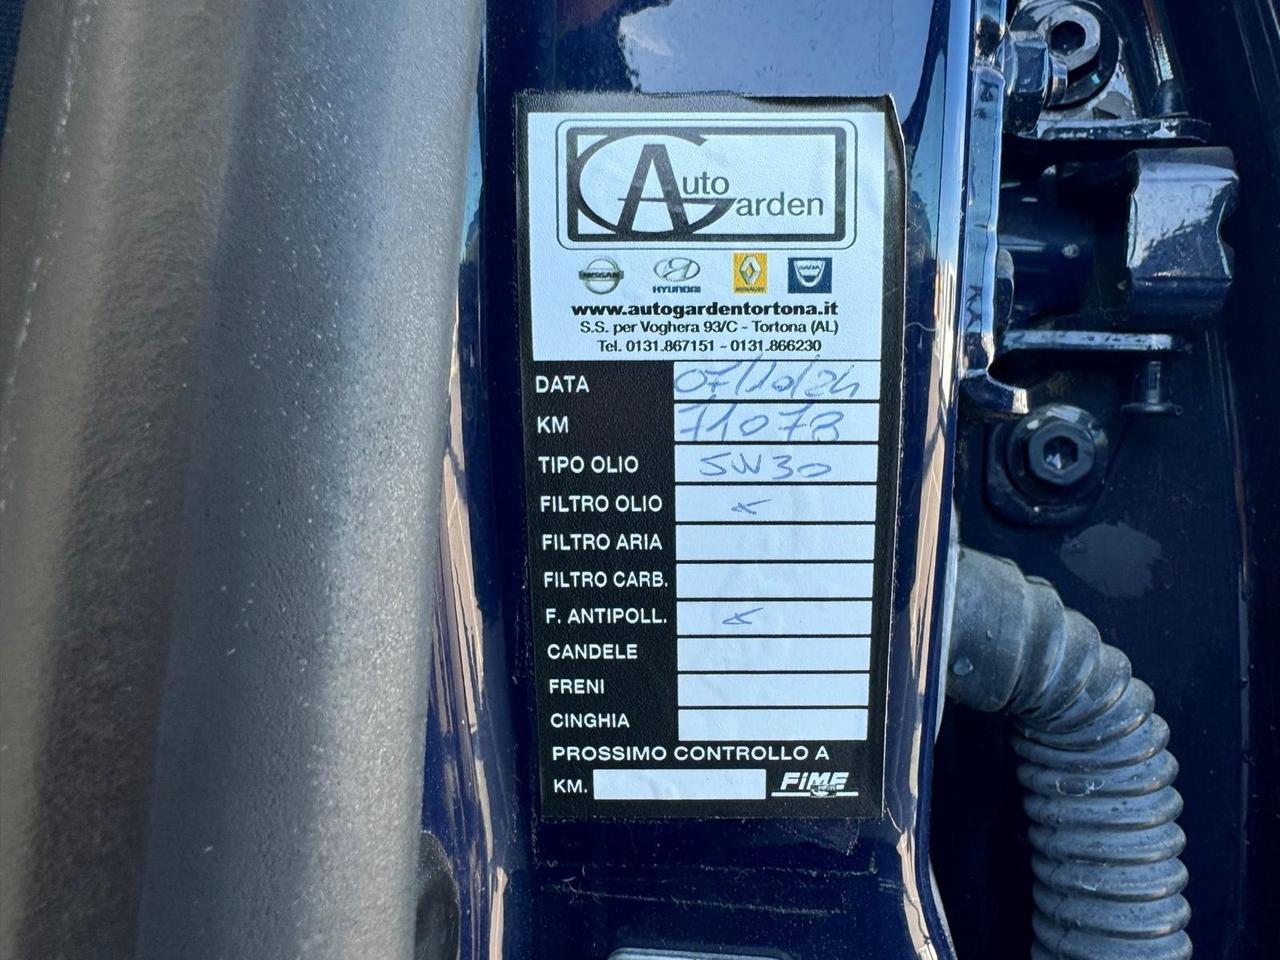 Auto
Garden
NISSAN HYUNDAI RENAULT DACIA
www.autogardentortona.it
S.S. per Voghera 93/C - Tortona (AL)
Tel. 0131.867151 - 0131.866230
DATA 07/10/24
KM 71078
TIPO OLIO 5W30
FILTRO OLIO
FILTRO ARIA
FILTRO CARB.
F. ANTIPOLL.
CANDELE
FRENI
CINGHIA
PROSSIMO CONTROLLO A
KM. FIME